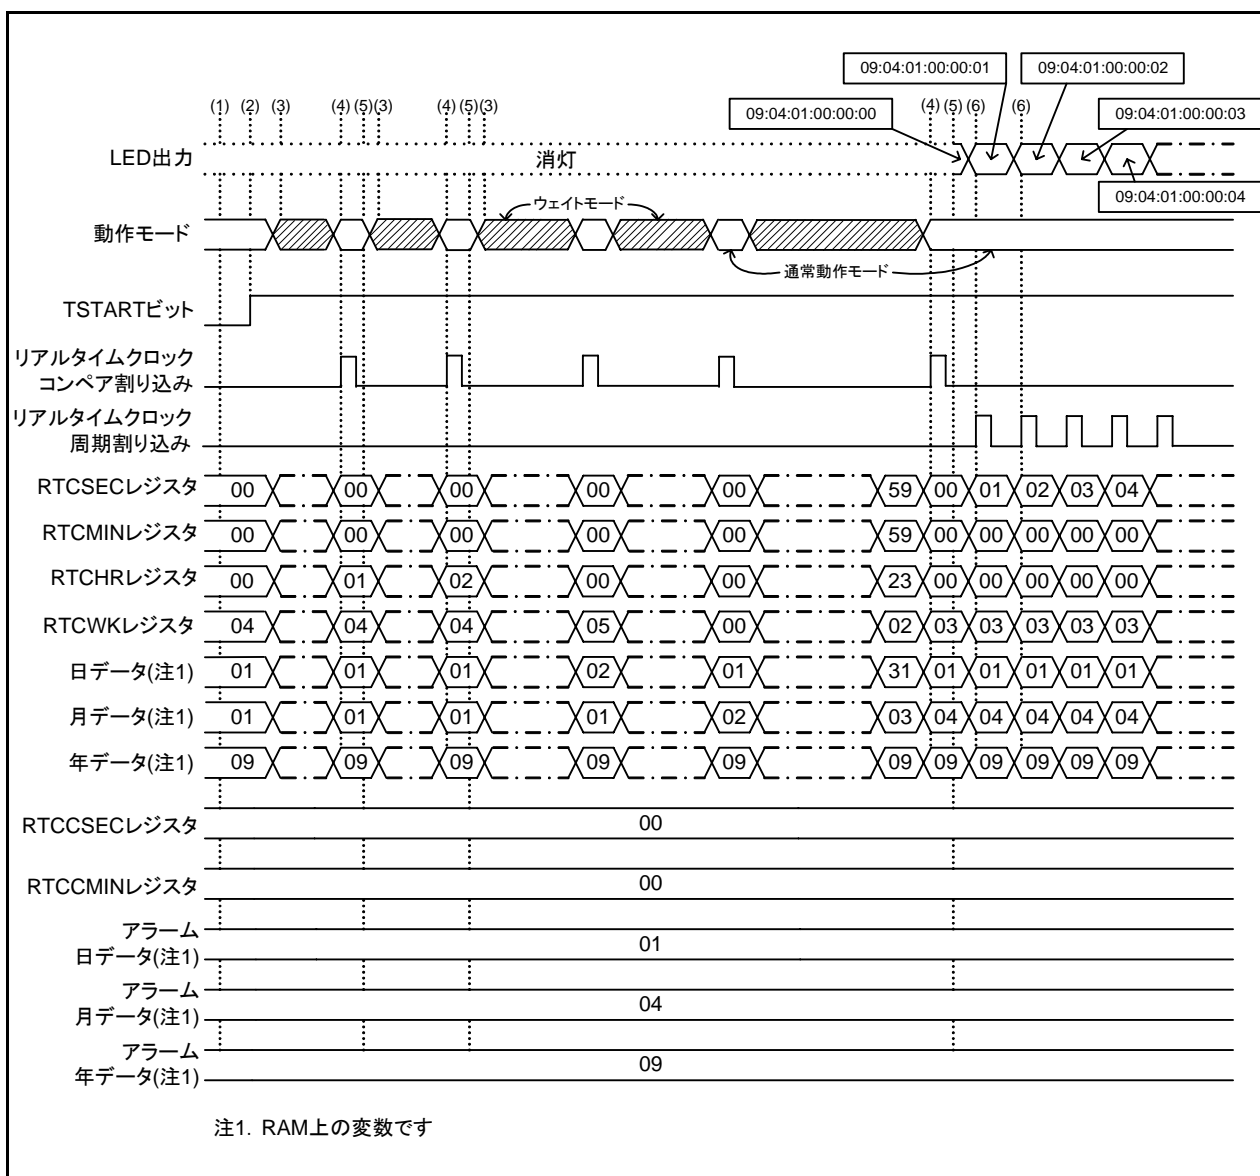 09:04:01:00:00:01 09:04:01:00:00:02
(1) (2) (3) (4) (5) (3) (4) (5) (3) 09:04:01:00:00:00 (4) (5) (6) (6) 09:04:01:00:00:03
LED出力 消灯
09:04:01:00:00:04
ウェイトモード
動作モード
通常動作モード
TSTARTビット
リアルタイムクロック
コンペア割り込み
リアルタイムクロック
周期割り込み
RTCSECレジスタ 00 00 00 00 00 59 00 01 02 03 04
RTCMINレジスタ 00 00 00 00 00 59 00 00 00 00 00
RTCHRレジスタ 00 01 02 00 00 23 00 00 00 00 00
RTCWKレジスタ 04 04 04 05 00 02 03 03 03 03 03
日データ(注1) 01 01 01 02 01 31 01 01 01 01 01
月データ(注1) 01 01 01 01 02 03 04 04 04 04 04
年データ(注1) 09 09 09 09 09 09 09 09 09 09 09
RTCCSECレジスタ 00
RTCCMINレジスタ 00
アラーム
日データ(注1) 01
アラーム
月データ(注1) 04
アラーム
年データ(注1) 09
注1. RAM上の変数です